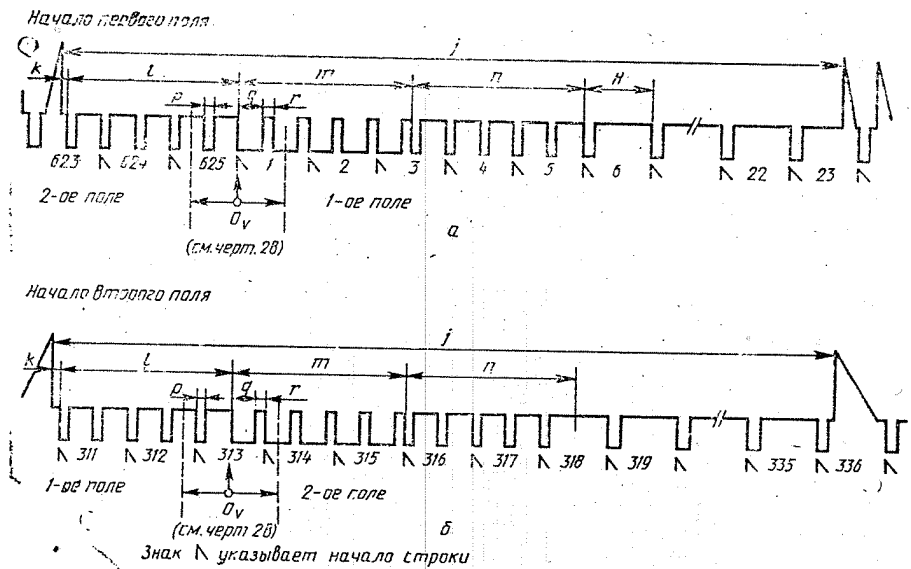 Начало первого поля
j
k l m n H
p q r
623 624 625 1 2 3 4 5 6 22 23
2-ое поле 1-ое поле
0v
(см. черт. 2в)
а
Начало второго поля
j
k l m n
p q r
311 312 313 314 315 316 317 318 319 335 336
1-ое поле 2-ое поле
0v
(см. черт. 2в)
б
Знак указывает начало строки